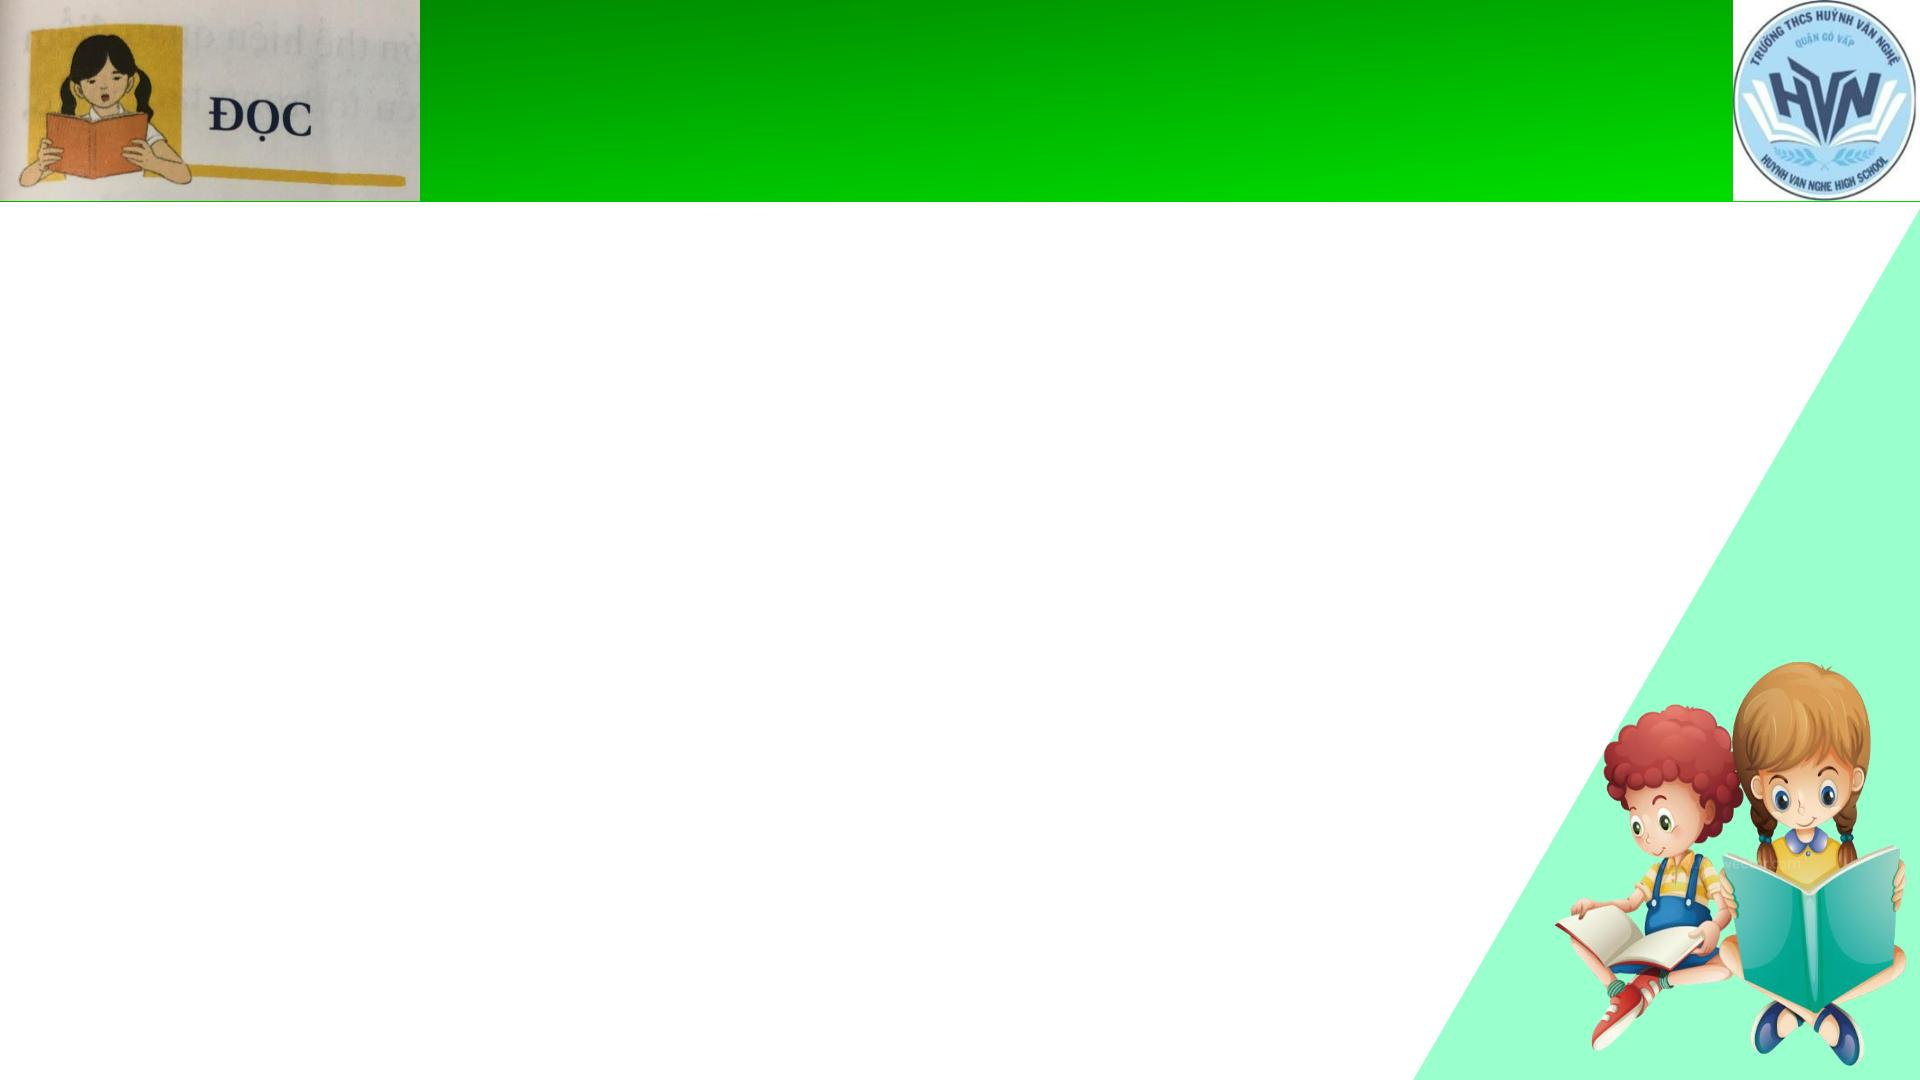 ĐỌC
TRƯỜNG THCS HUỲNH VĂN NGHỆ
QUẬN GÒ VẤP
HVN
HUYNH VAN NGHE HIGH SCHOOL